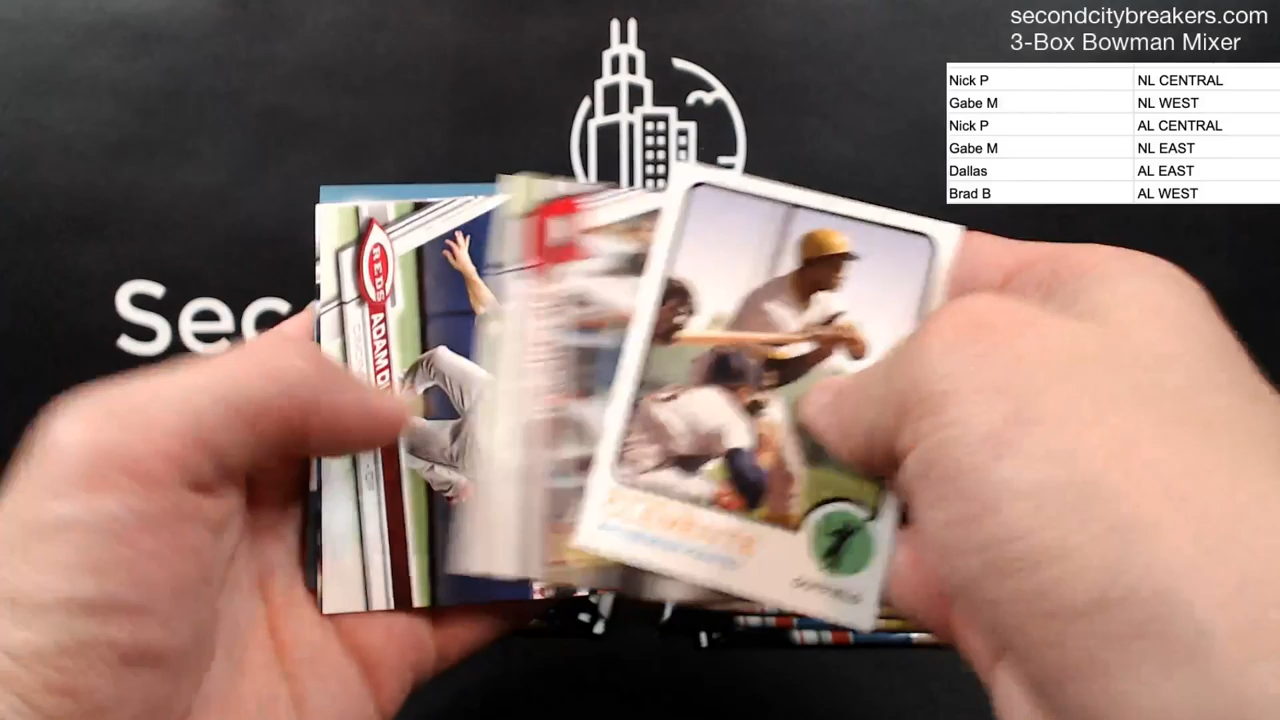 secondcitybreakers.com
3-Box Bowman Mixer
Nick P NL CENTRAL
Gabe M NL WEST
Nick P AL CENTRAL
Gabe M NL EAST
Dallas AL EAST
Brad B AL WEST
Sec
REDS
ADAM DU